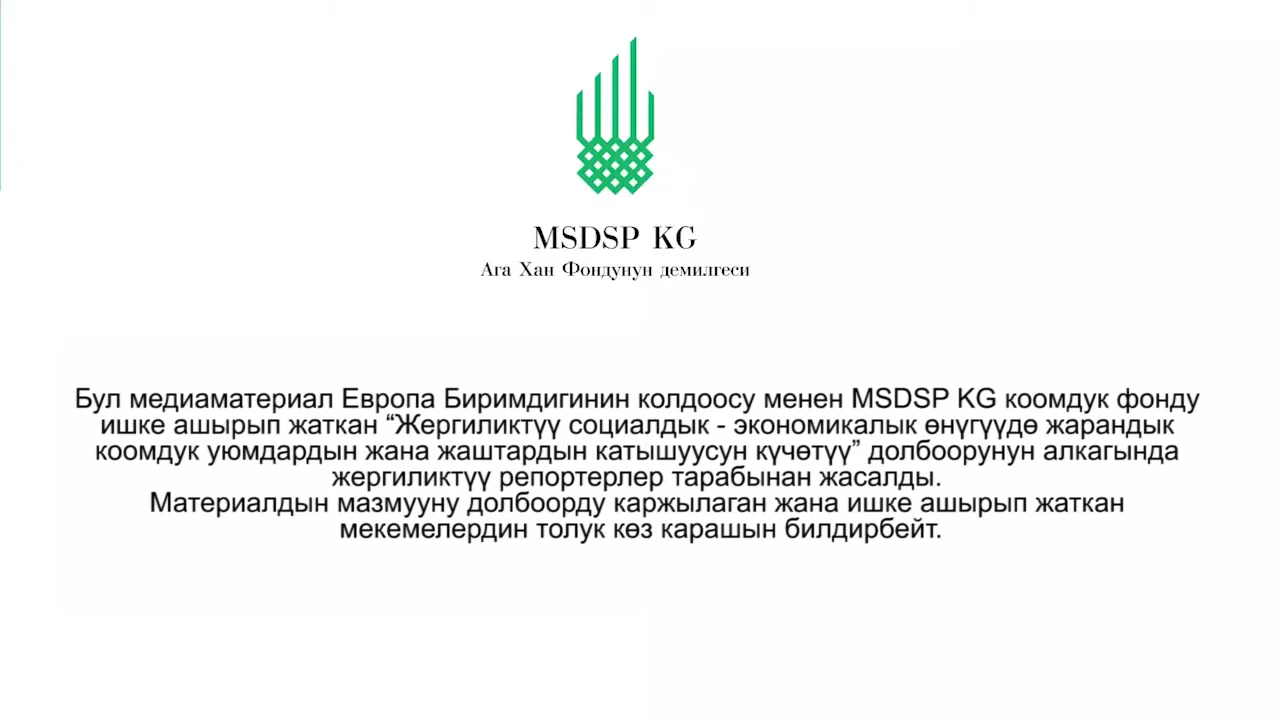 MSDSP KG
Ага Хан Фондунун демилгеси
Бул медиаматериал Европа Биримдигинин колдоосу менен MSDSP KG коомдук фонду
ишке ашырып жаткан “Жергиликтүү социалдык - экономикалык өнүгүүдө жарандык
коомдук уюмдардын жана жаштардын катышуусун күчөтүү” долбоорунун алкагында
жергиликтүү репортерлер тарабынан жасалды.
Материалдын мазмууну долбоорду каржылаган жана ишке ашырып жаткан
мекемелердин толук көз карашын билдирбейт.